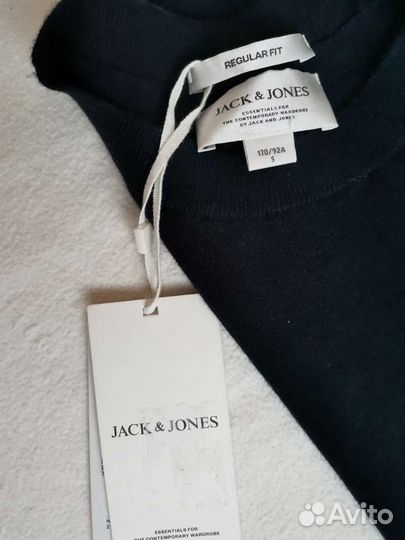 REGULAR FIT
JACK & JONES
ESSENTIALS FOR
THE CONTEMPORARY WARDROBE
BY JACK AND JONES
170/92A
S
JACK & JONES
ESSENTIALS FOR
THE CONTEMPORARY WARDROBE
Avito